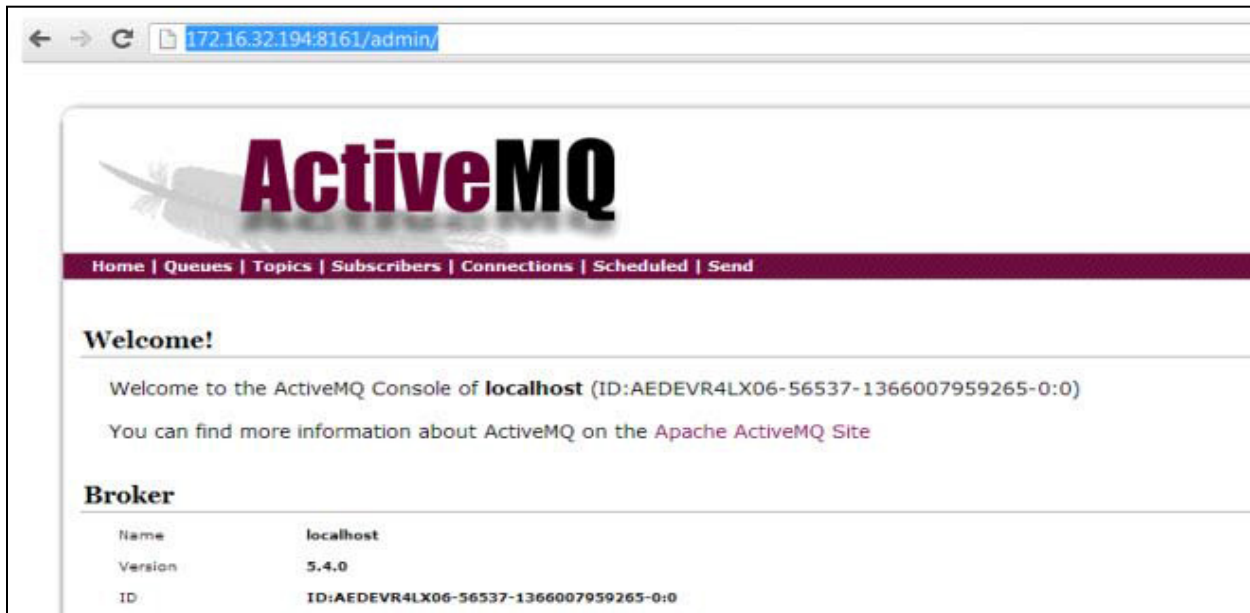 172.16.32.194:8161/admin/
ActiveMQ
Home | Queues | Topics | Subscribers | Connections | Scheduled | Send
Welcome!
Welcome to the ActiveMQ Console of localhost (ID:AEDEVR4LX06-56537-1366007959265-0:0)
You can find more information about ActiveMQ on the Apache ActiveMQ Site
Broker
Name localhost
Version 5.4.0
ID ID:AEDEVR4LX06-56537-1366007959265-0:0